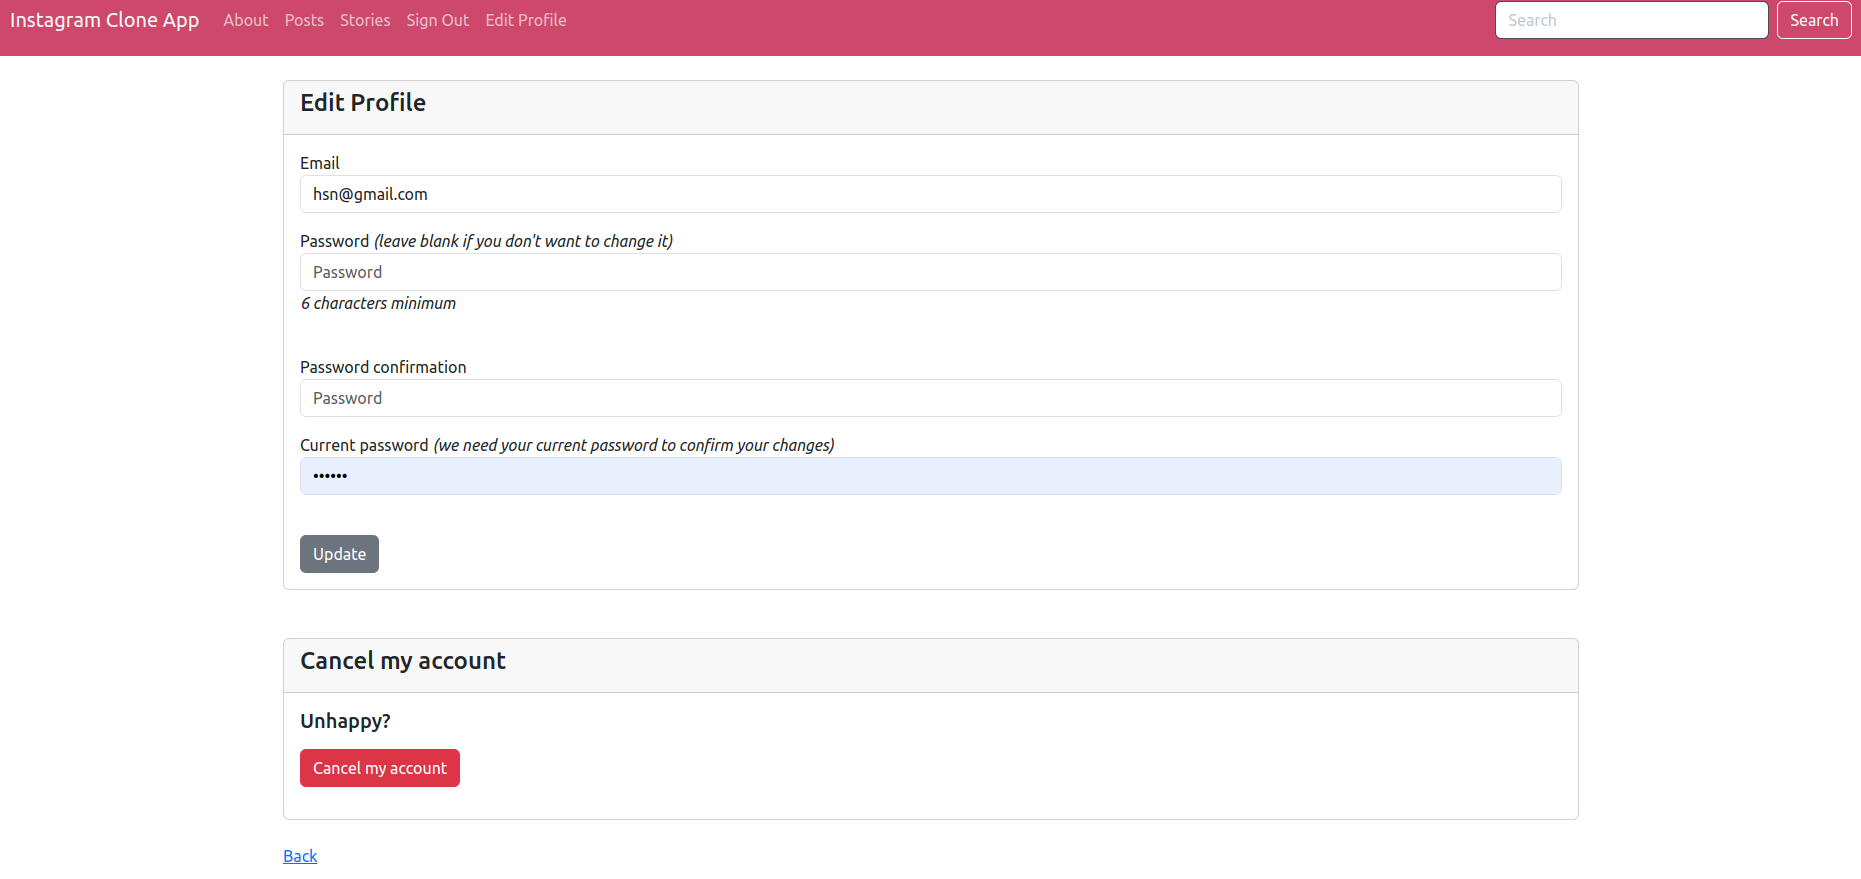 Instagram Clone App About Posts Stories Sign Out Edit Profile Search Search
Edit Profile
Email
hsn@gmail.com
Password (leave blank if you don't want to change it)
Password
6 characters minimum
Password confirmation
Password
Current password (we need your current password to confirm your changes)
••••••
Update
Cancel my account
Unhappy?
Cancel my account
Back